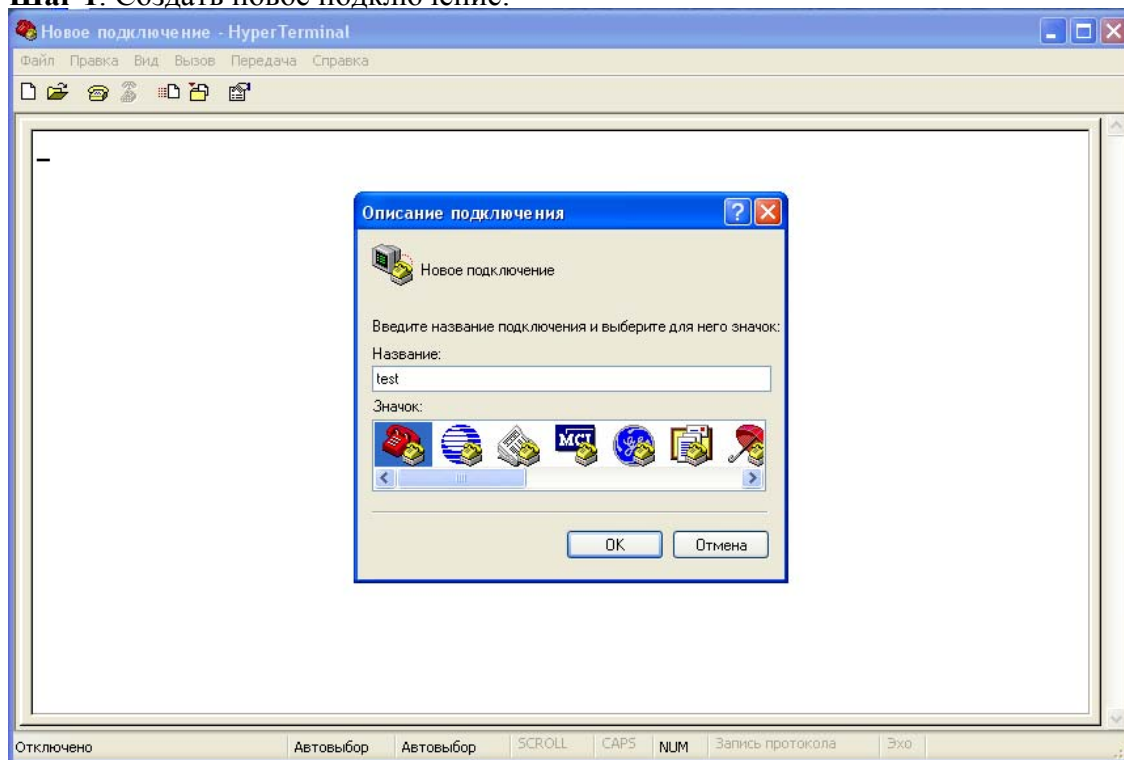 Шаг 1. Создать новое подключение.
Новое подключение - HyperTerminal
Файл Правка Вид Вызов Передача Справка
Описание подключения
Новое подключение
Введите название подключения и выберите для него значок:
Название:
test
Значок:
MCI
OK Отмена
Отключено Автовыбор Автовыбор SCROLL CAPS NUM Запись протокола Эхо